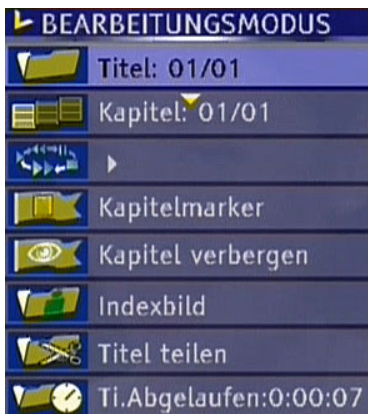 BEARBEITUNGSMODUS
Titel: 01/01
Kapitel: 01/01
Kapitelmarker
Kapitel verbergen
Indexbild
Titel teilen
Ti.Abgelaufen:0:00:07